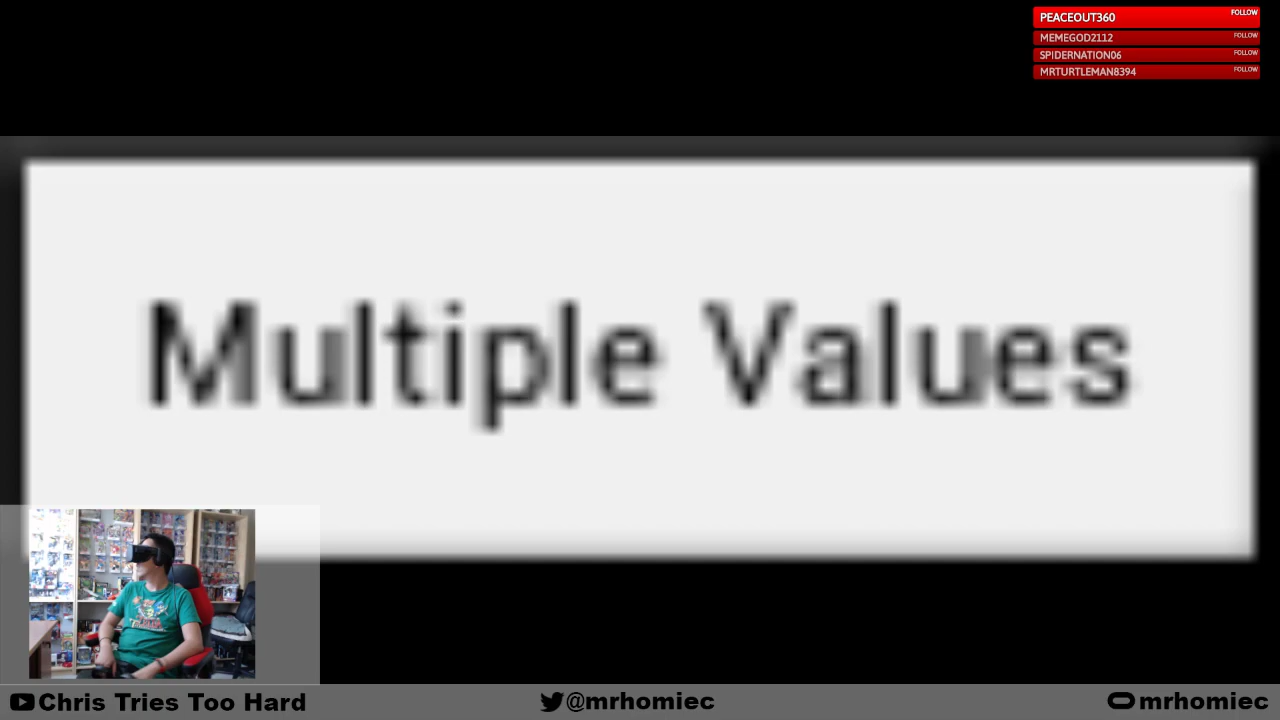 PEACEOUT360 FOLLOW
MEMEGOD2112 FOLLOW
SPIDERNATION06 FOLLOW
MRTURTLEMAN8394 FOLLOW
Multiple Values
Chris Tries Too Hard @mrhomiec mrhomiec